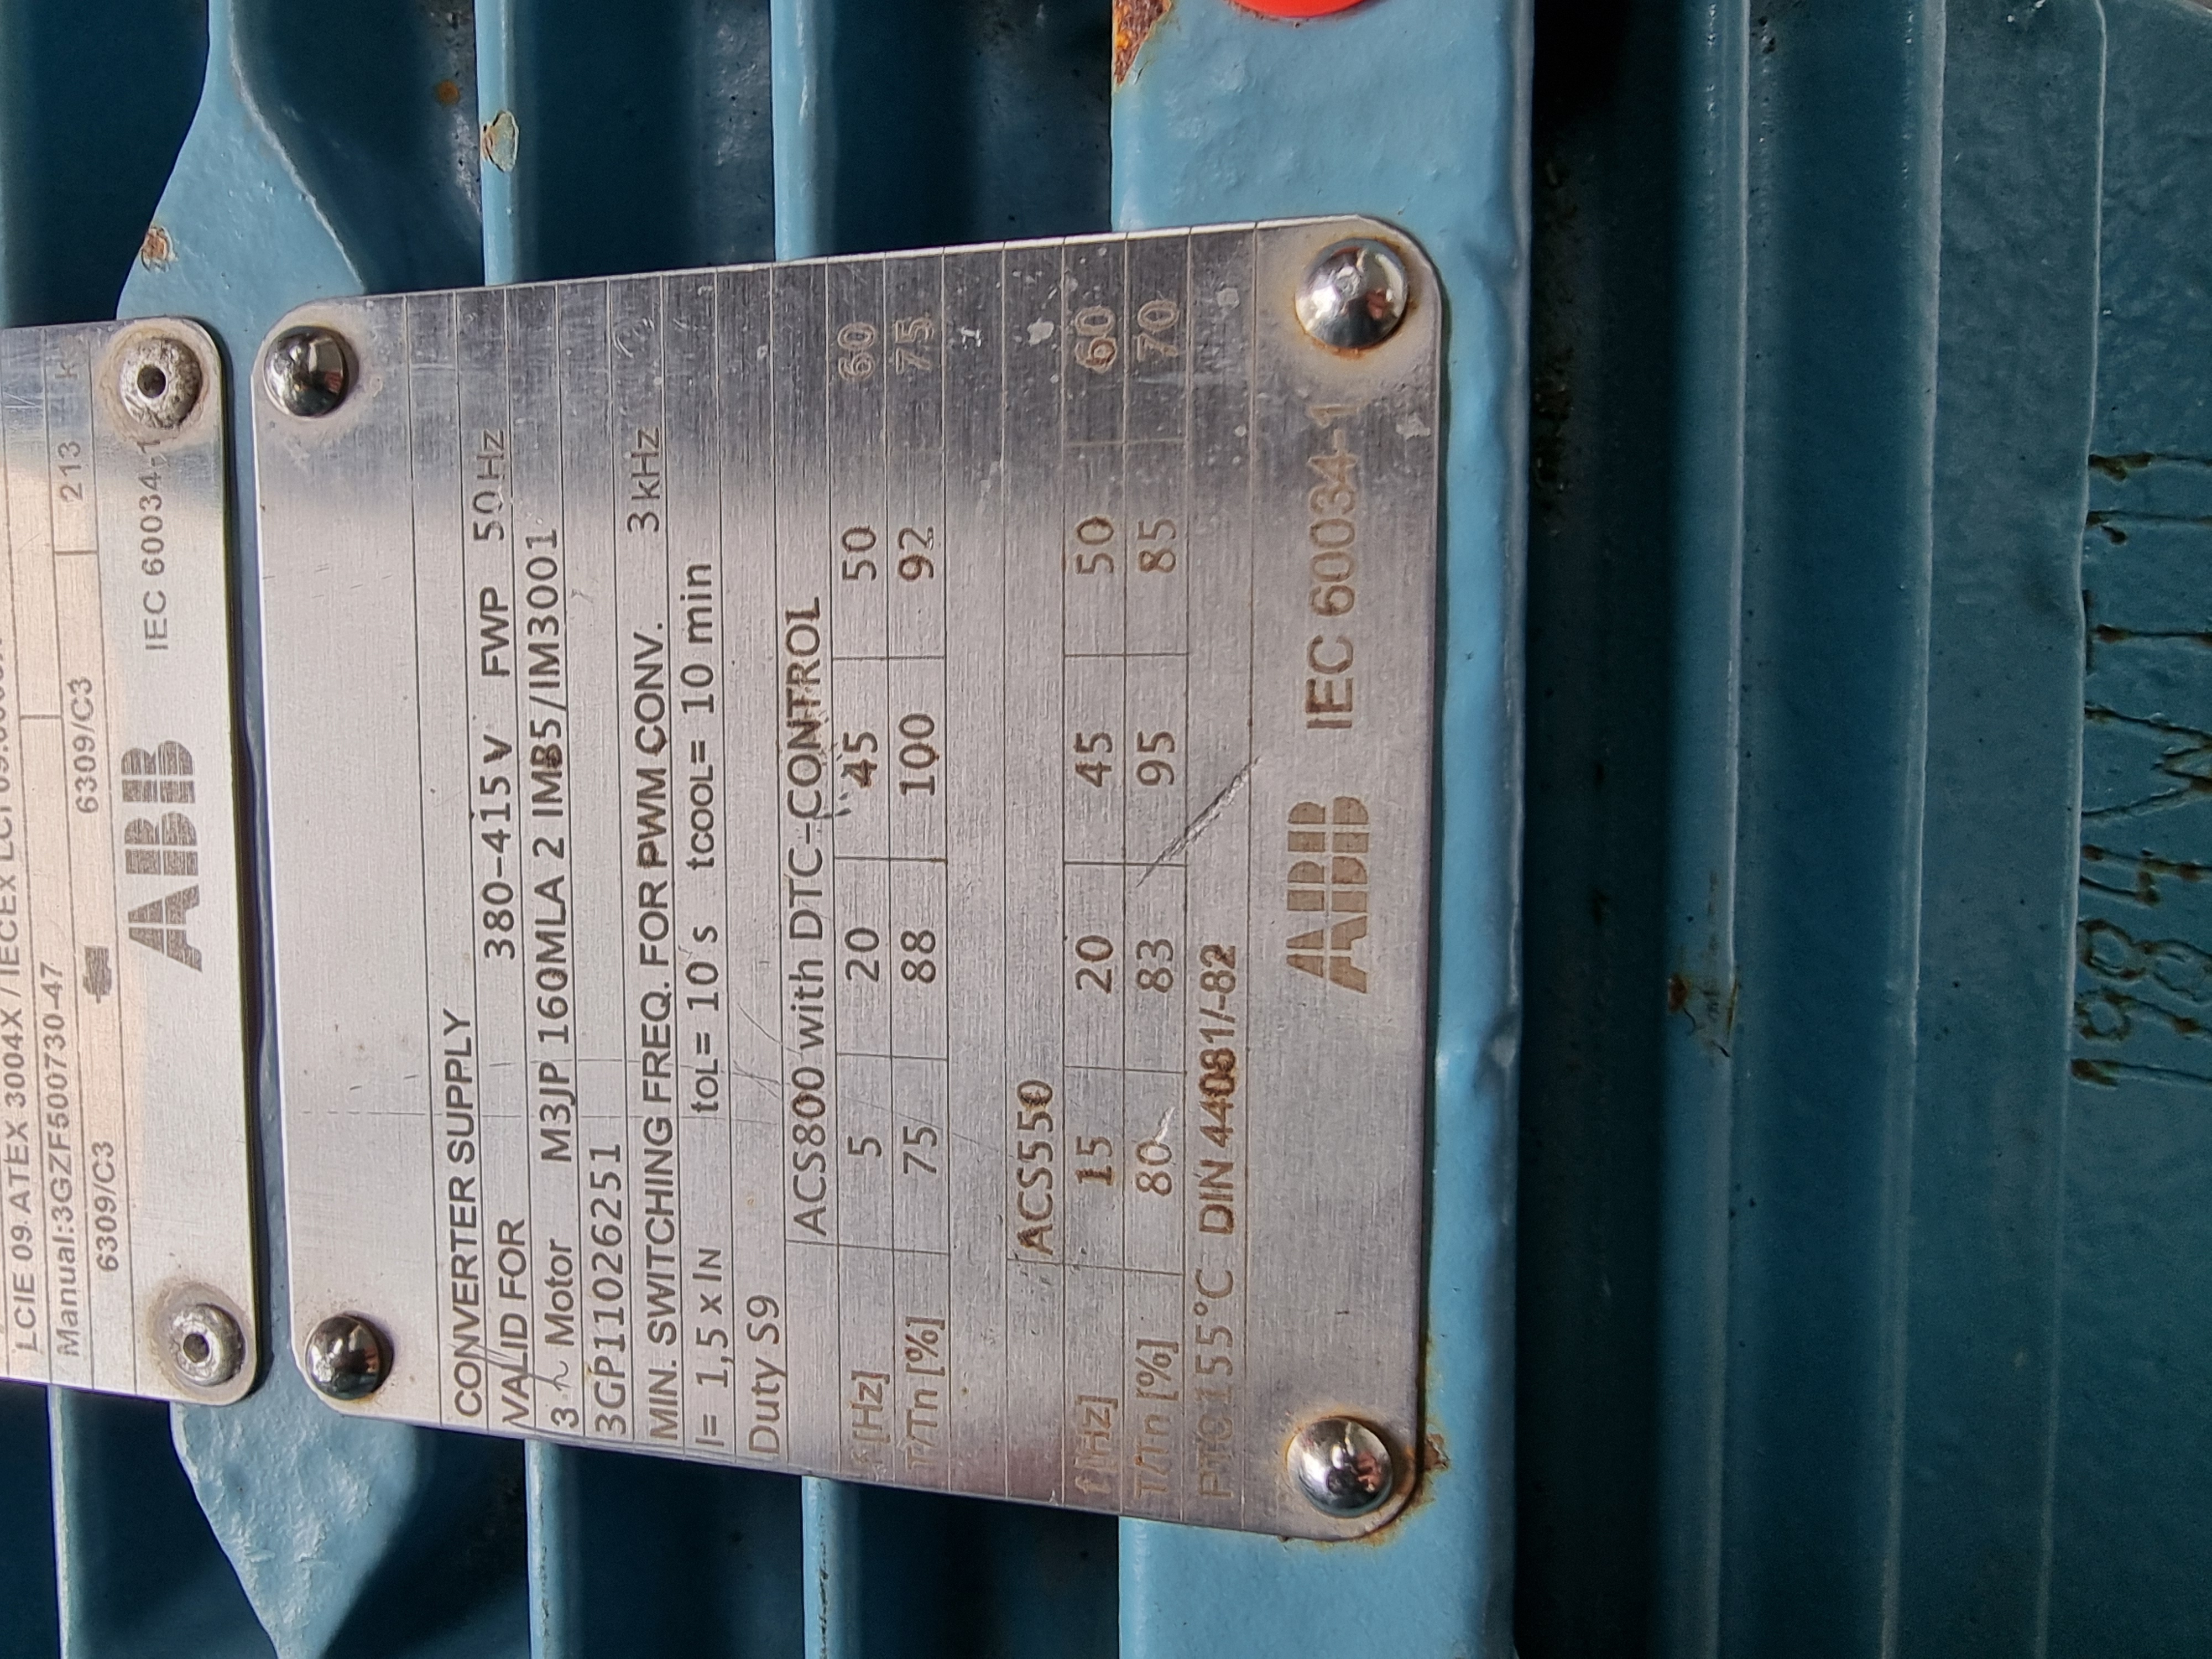 LCIE 09 ATEX 3004X / IECEx LCI
Manual:3GZF500730-47 213 k
6309/C3 6309/C3
ABB IEC 60034-1
CONVERTER SUPPLY
VALID FOR 380-415 V FWP 50 Hz
3 ~ Motor M3JP 160MLA 2 IMB5/IM3001
3GP11026251
MIN. SWITCHING FREQ. FOR PWM CONV. 3 kHz
I= 1,5 x IN tOL= 10 s tCOOL= 10 min
Duty S9
ACS800 with DTC-CONTROL
f [Hz] 5 20 45 50 60
T/Tn [%] 75 88 100 92 75
ACS550
f [Hz] 15 20 45 50 60
T/Tn [%] 80 83 95 50 85 70
PTC 155°C DIN 44081/-82
ABB IEC 60034-1